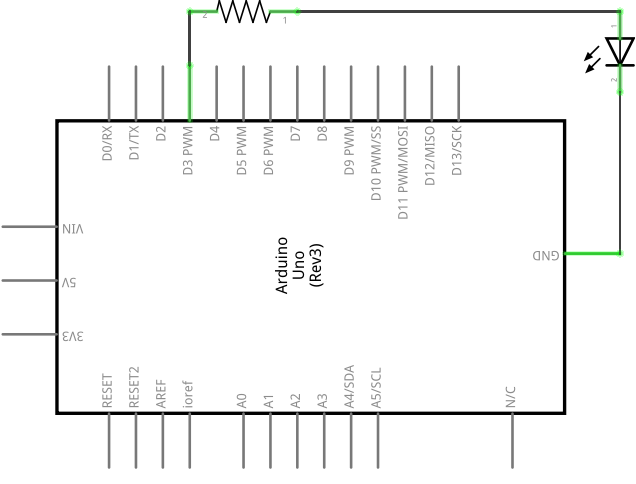 2
1
1
2
D0/RX
D1/TX
D2
D3 PWM
D4
D5 PWM
D6 PWM
D7
D8
D9 PWM
D10 PWM/SS
D11 PWM/MOSI
D12/MISO
D13/SCK
VIN
5V
3V3
Arduino
Uno
(Rev3)
GND
RESET
RESET2
AREF
ioref
A0
A1
A2
A3
A4/SDA
A5/SCL
N/C